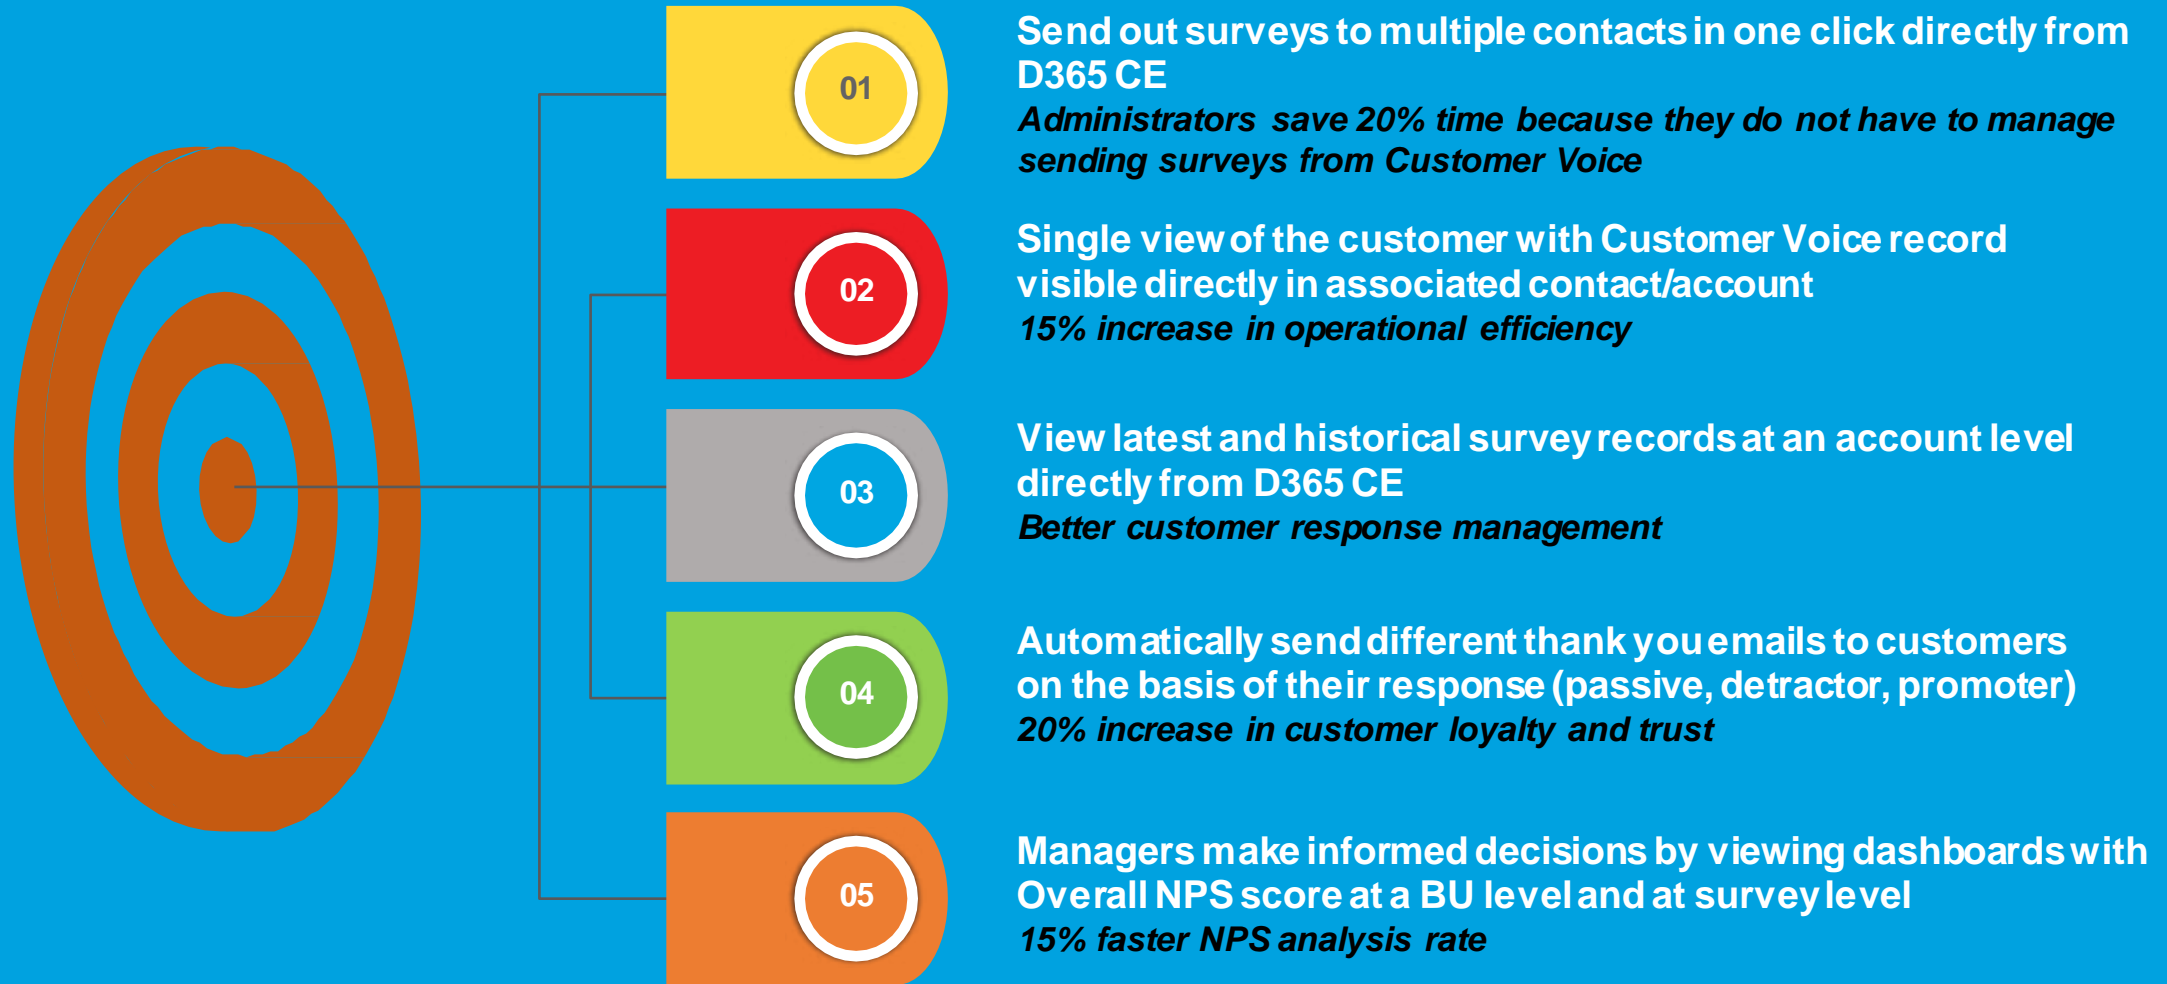 01
Send out surveys to multiple contacts in one click directly from
D365 CE
Administrators save 20% time because they do not have to manage
sending surveys from Customer Voice
02
Single view of the customer with Customer Voice record
visible directly in associated contact/account
15% increase in operational efficiency
03
View latest and historical survey records at an account level
directly from D365 CE
Better customer response management
04
Automatically send different thank you emails to customers
on the basis of their response (passive, detractor, promoter)
20% increase in customer loyalty and trust
05
Managers make informed decisions by viewing dashboards with
Overall NPS score at a BU level and at survey level
15% faster NPS analysis rate